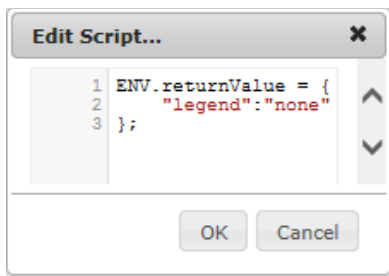 Edit Script...
1 ENV.returnValue = {
2     "legend":"none"
3 };
OK Cancel